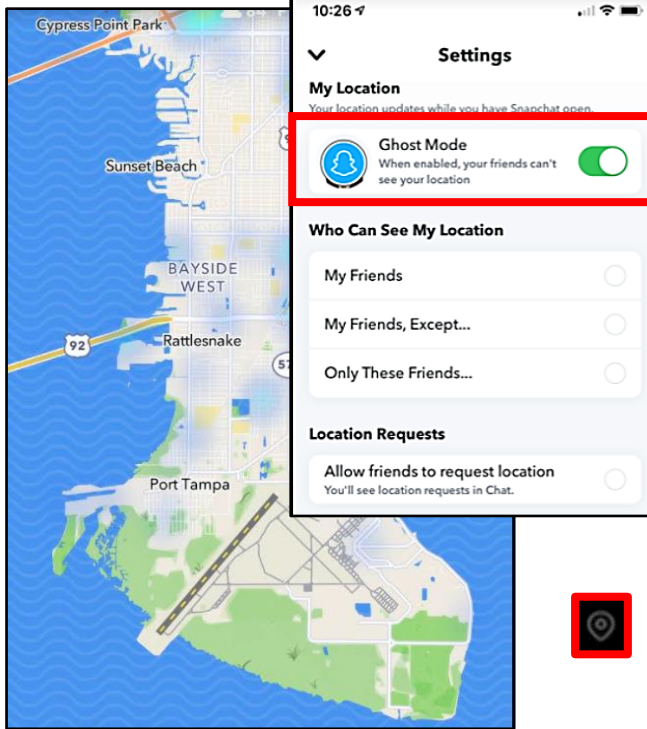 Cypress Point Park
Sunset Beach
BAYSIDE
WEST
92
Rattlesnake
Port Tampa
10:26
Settings
My Location
Your location updates while you have Snapchat open.
Ghost Mode
When enabled, your friends can't
see your location
Who Can See My Location
My Friends
My Friends, Except...
Only These Friends...
Location Requests
Allow friends to request location
You'll see location requests in Chat.